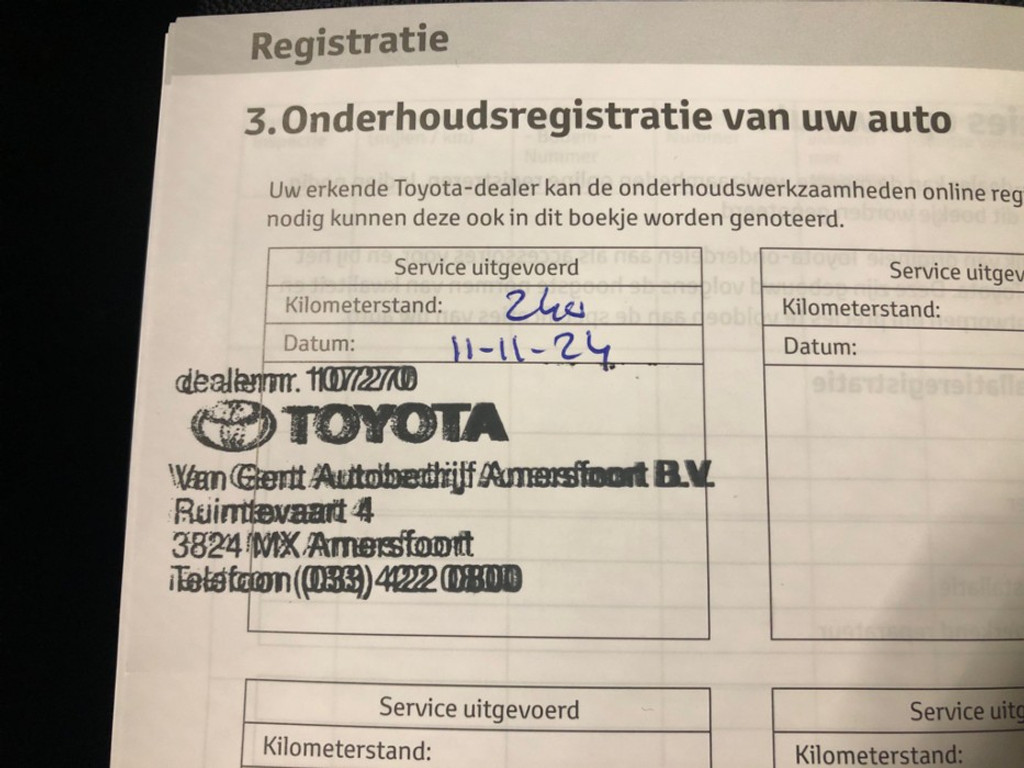 Registratie
3. Onderhoudsregistratie van uw auto
Uw erkende Toyota-dealer kan de onderhoudswerkzaamheden online reg
nodig kunnen deze ook in dit boekje worden genoteerd.
Service uitgevoerd
Kilometerstand:
Datum: 11-11-24
dealernr. 107270
TOYOTA
Van Gent Autobedrijf Amersfoort B.V.
Ruimtevaart 4
3824 MX Amersfoort
Telefoon (033) 422 0800
Service uitgev
Kilometerstand:
Datum:
Service uitgevoerd
Kilometerstand:
Service uitg
Kilometerstand: